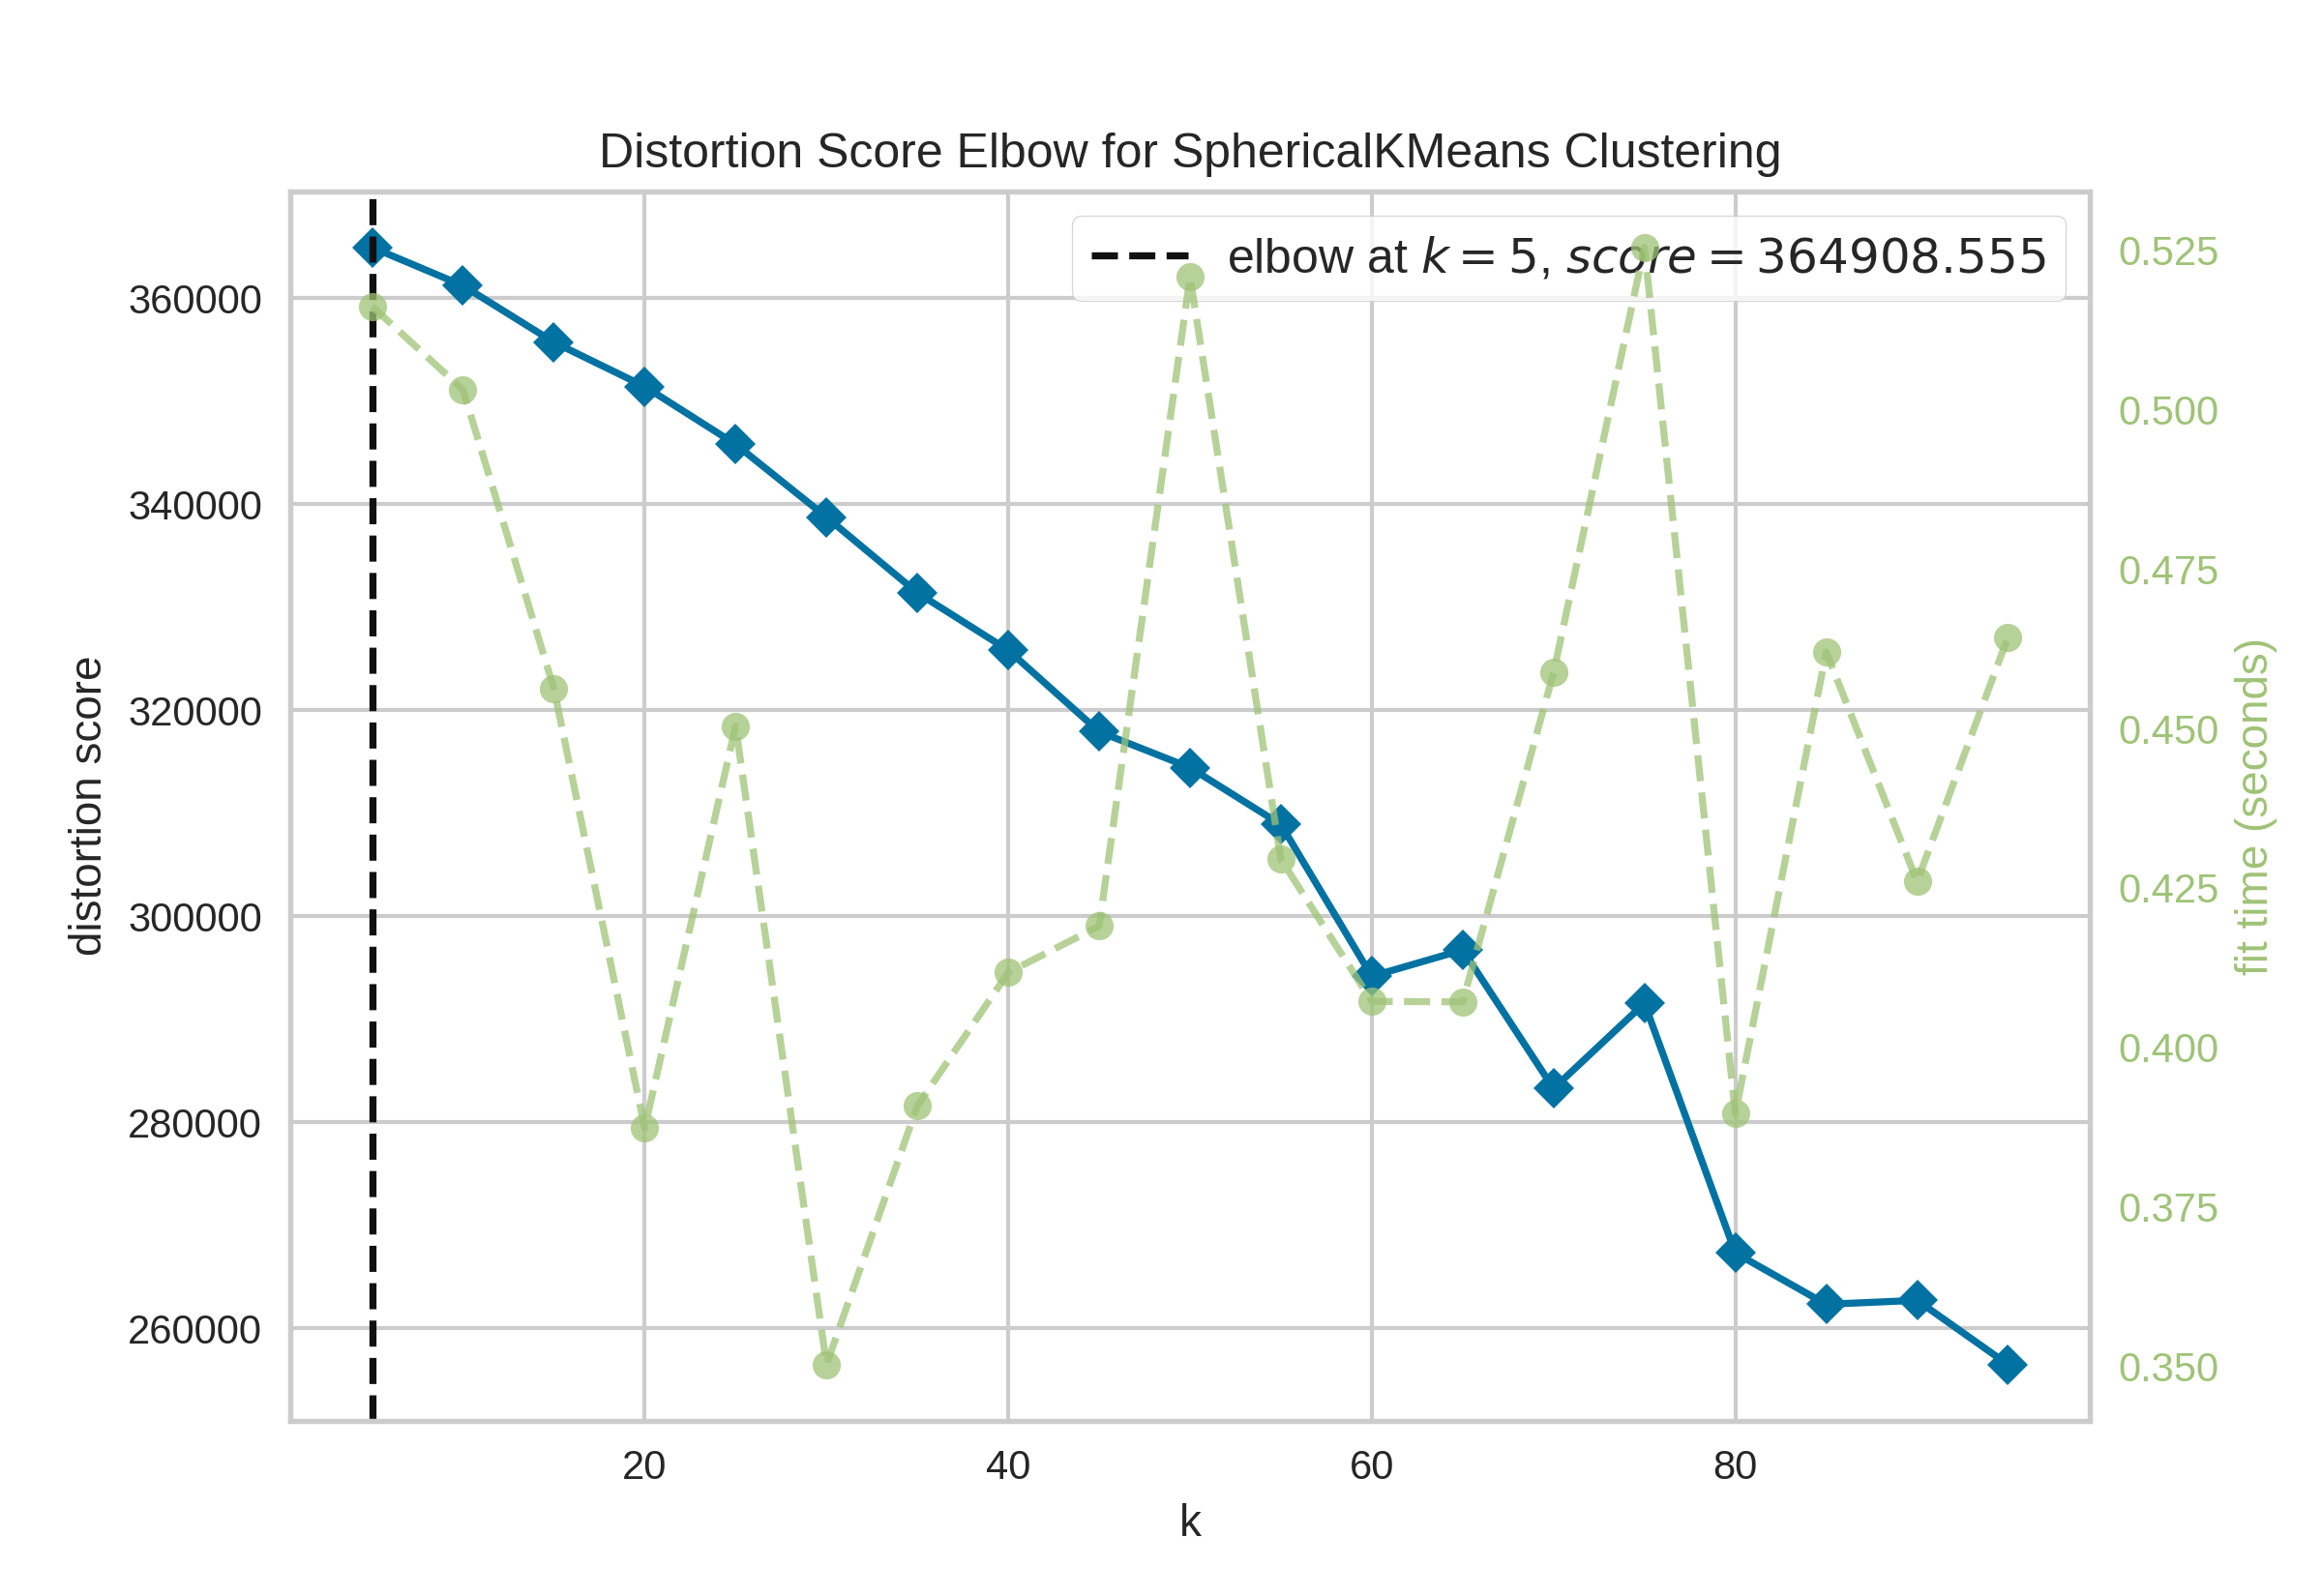 Distortion Score Elbow for SphericalKMeans Clustering
elbow at k = 5, score = 364908.555
distortion score
360000
340000
320000
300000
280000
260000
0.525
0.500
0.475
0.450
0.425
0.400
0.375
0.350
fit time (seconds)
20 40 60 80
k